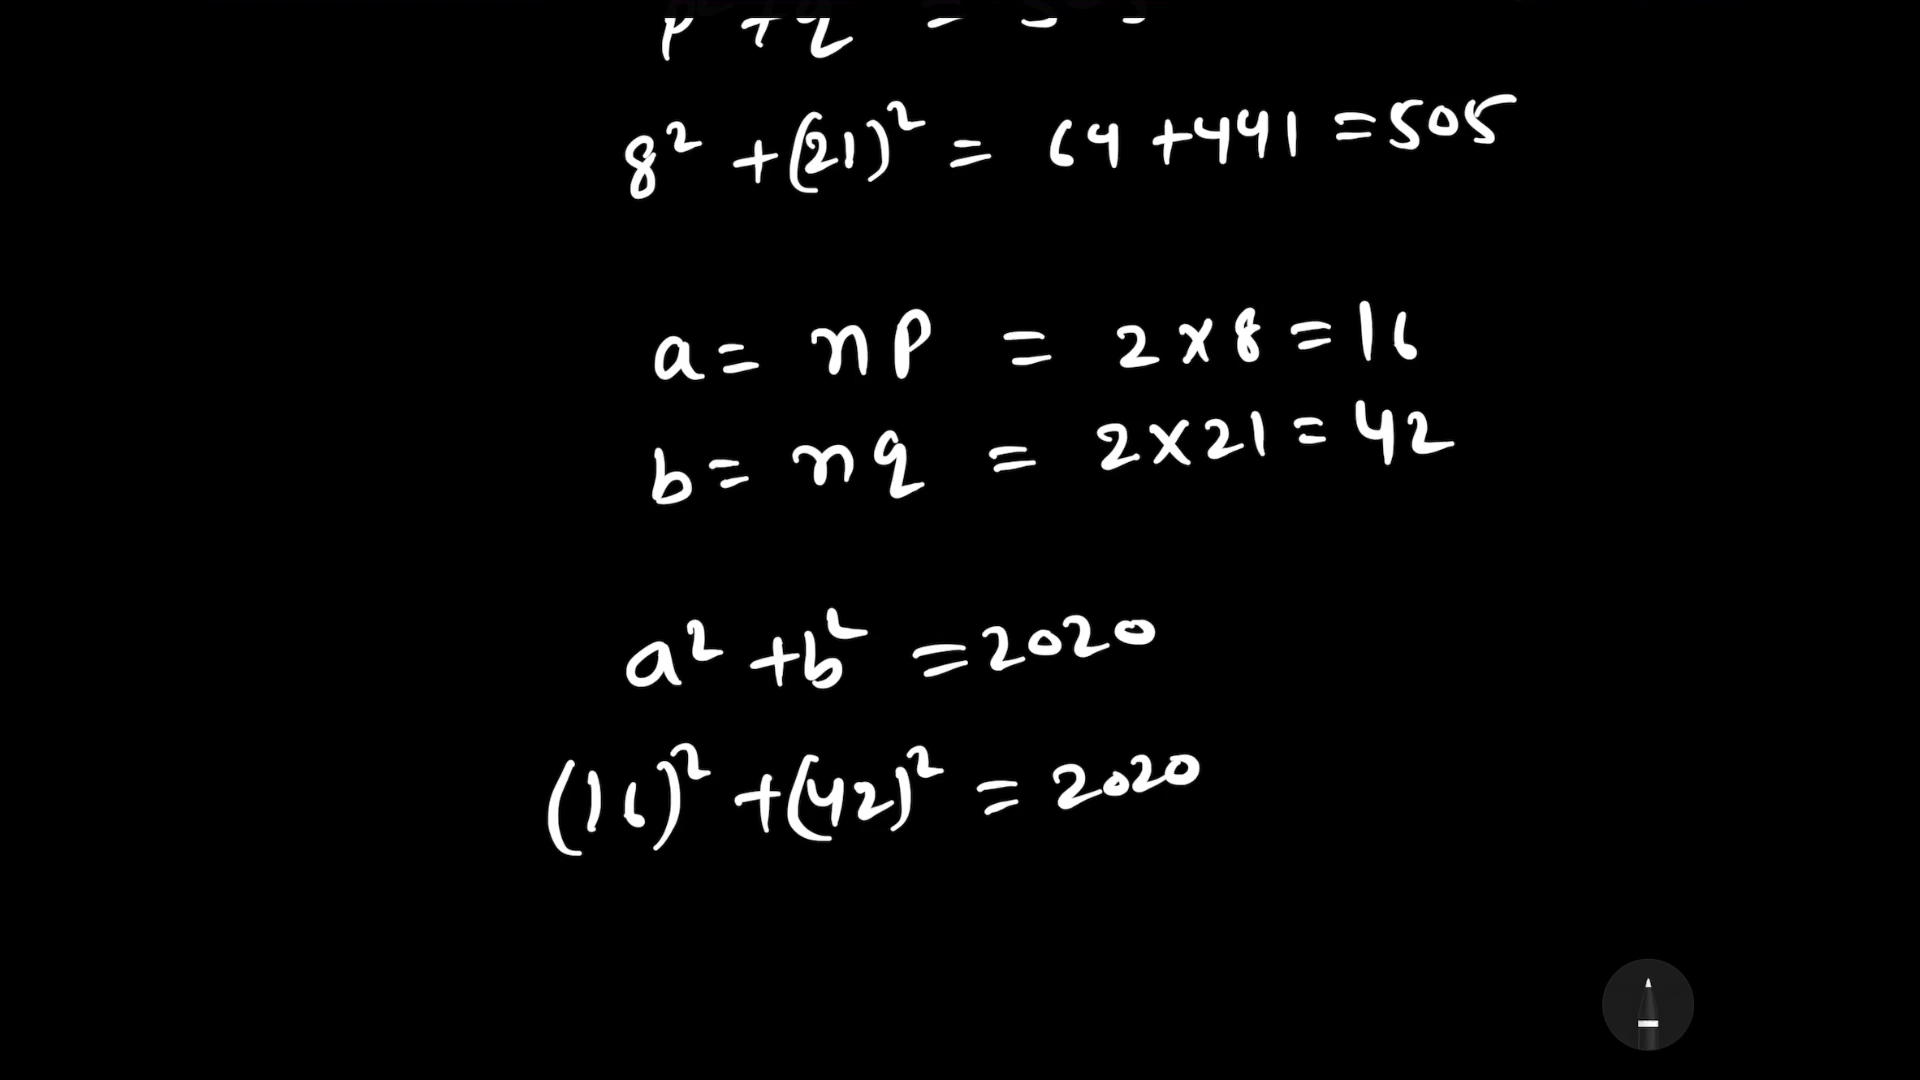 8² + (21)² = 64 + 441 = 505
a = np = 2 × 8 = 16
b = nq = 2 × 21 = 42
a² + b² = 2020
(16)² + (42)² = 2020